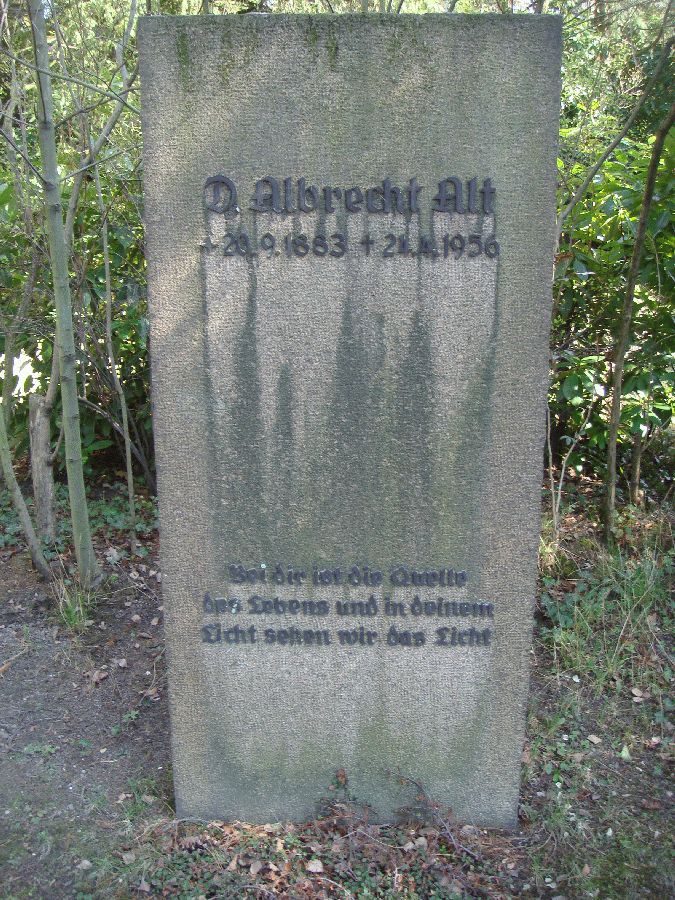 D. Albrecht Alt
+ 20.9.1883 + 24.4.1956
Bei dir ist die Quelle
des Lebens und in deinem
Licht sehen wir das Licht